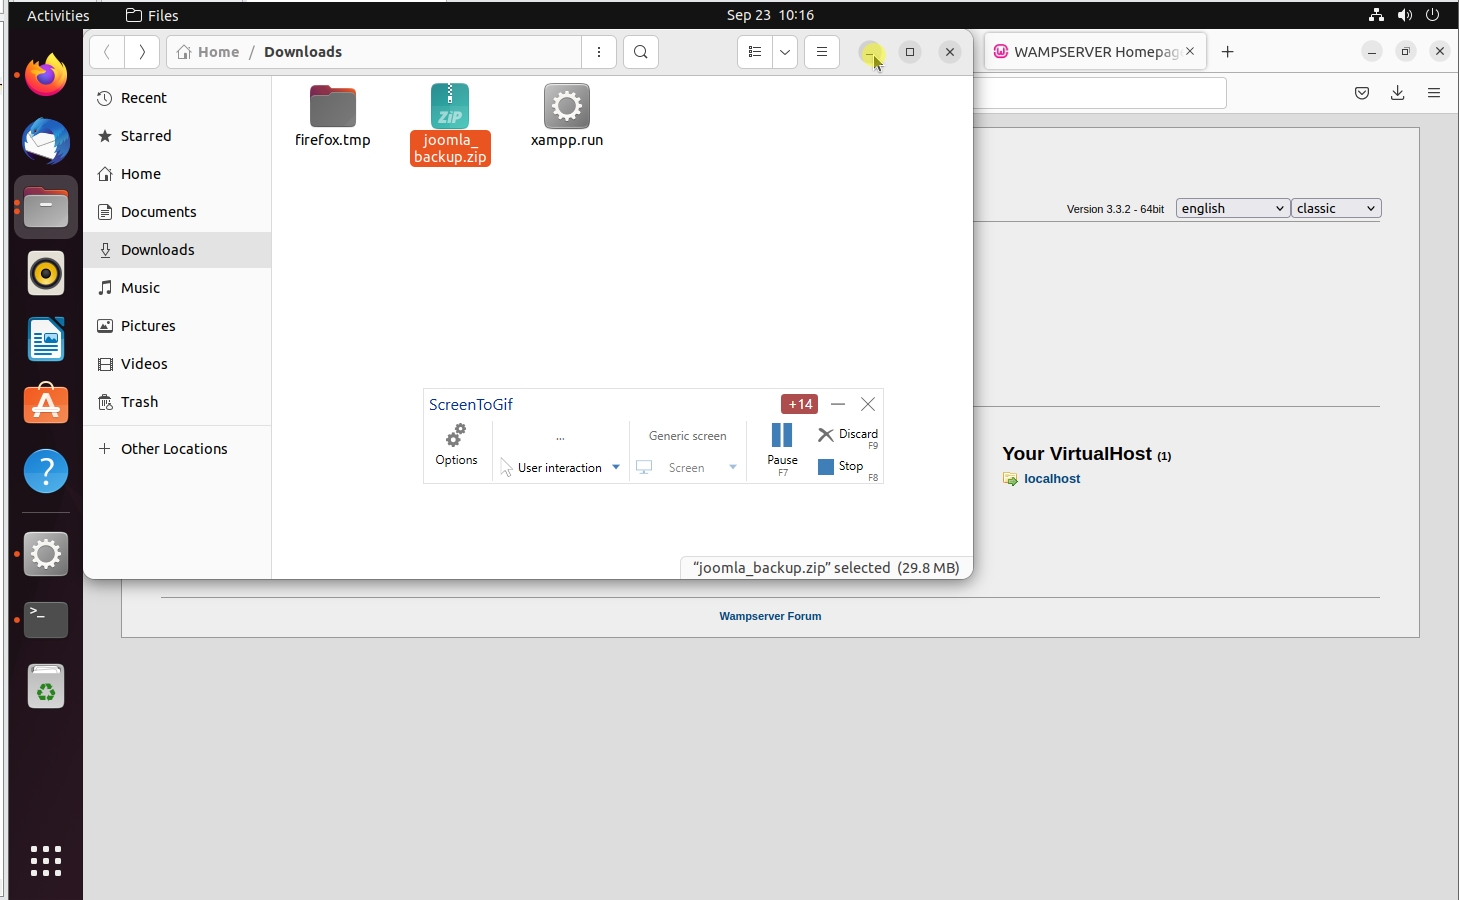 Activities
Files
Sep 23 10:16
Home / Downloads
WAMPSERVER Homepag
Recent
Starred
Home
Documents
Downloads
Music
Pictures
Videos
Trash
+ Other Locations
firefox.tmp
ZiP
joomla_
backup.zip
xampp.run
Version 3.3.2 - 64bit
english
classic
ScreenToGif
+14
Options
...
User interaction
Generic screen
Screen
Pause
F7
Discard
F9
Stop
F8
Your VirtualHost (1)
localhost
"joomla_backup.zip" selected (29.8 MB)
Wampserver Forum